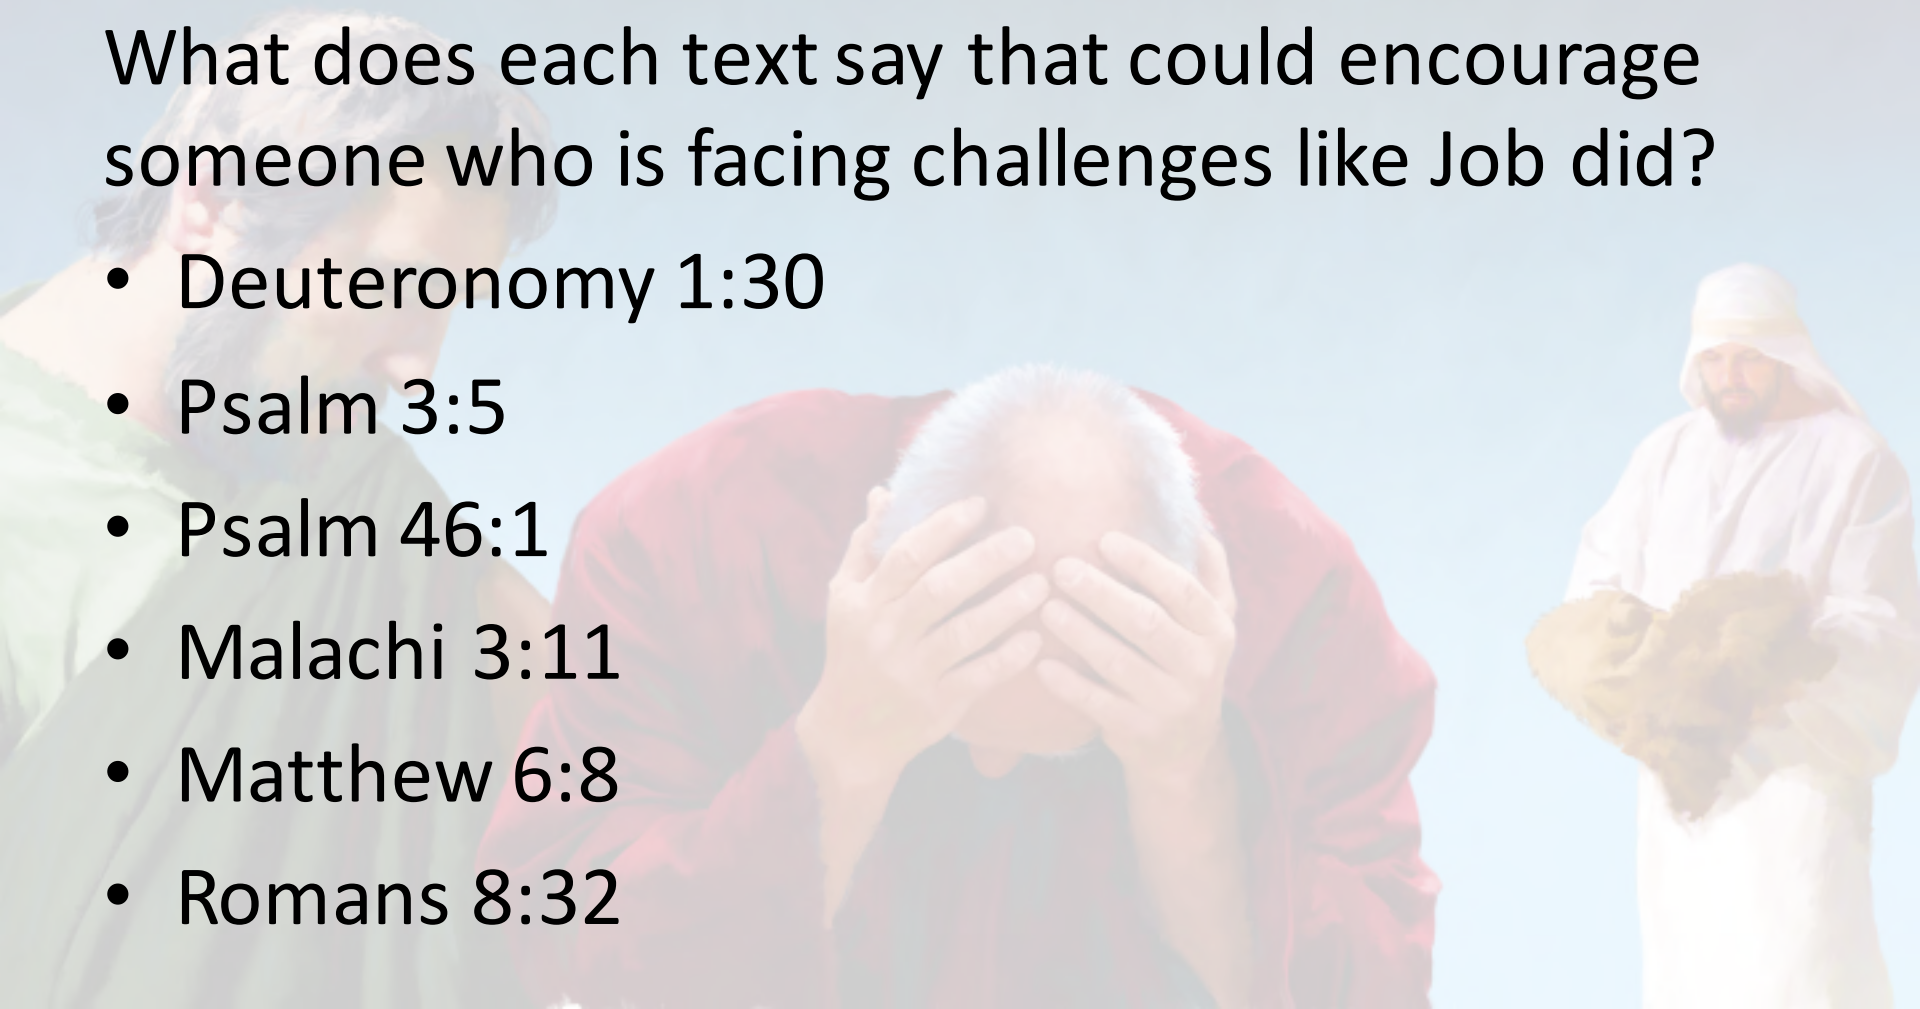 What does each text say that could encourage
someone who is facing challenges like Job did?
• Deuteronomy 1:30
• Psalm 3:5
• Psalm 46:1
• Malachi 3:11
• Matthew 6:8
• Romans 8:32